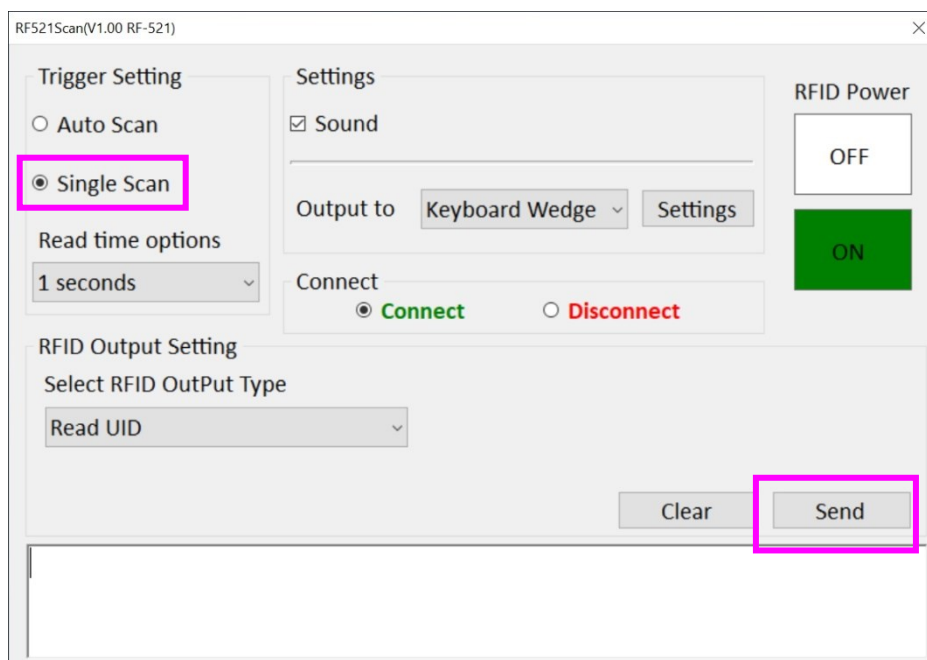 RF521Scan(V1.00 RF-521)
Trigger Setting
Auto Scan
Single Scan
Read time options
1 seconds
Settings
Sound
Output to
Keyboard Wedge
Settings
Connect
Connect
Disconnect
RFID Power
OFF
ON
RFID Output Setting
Select RFID OutPut Type
Read UID
Clear
Send